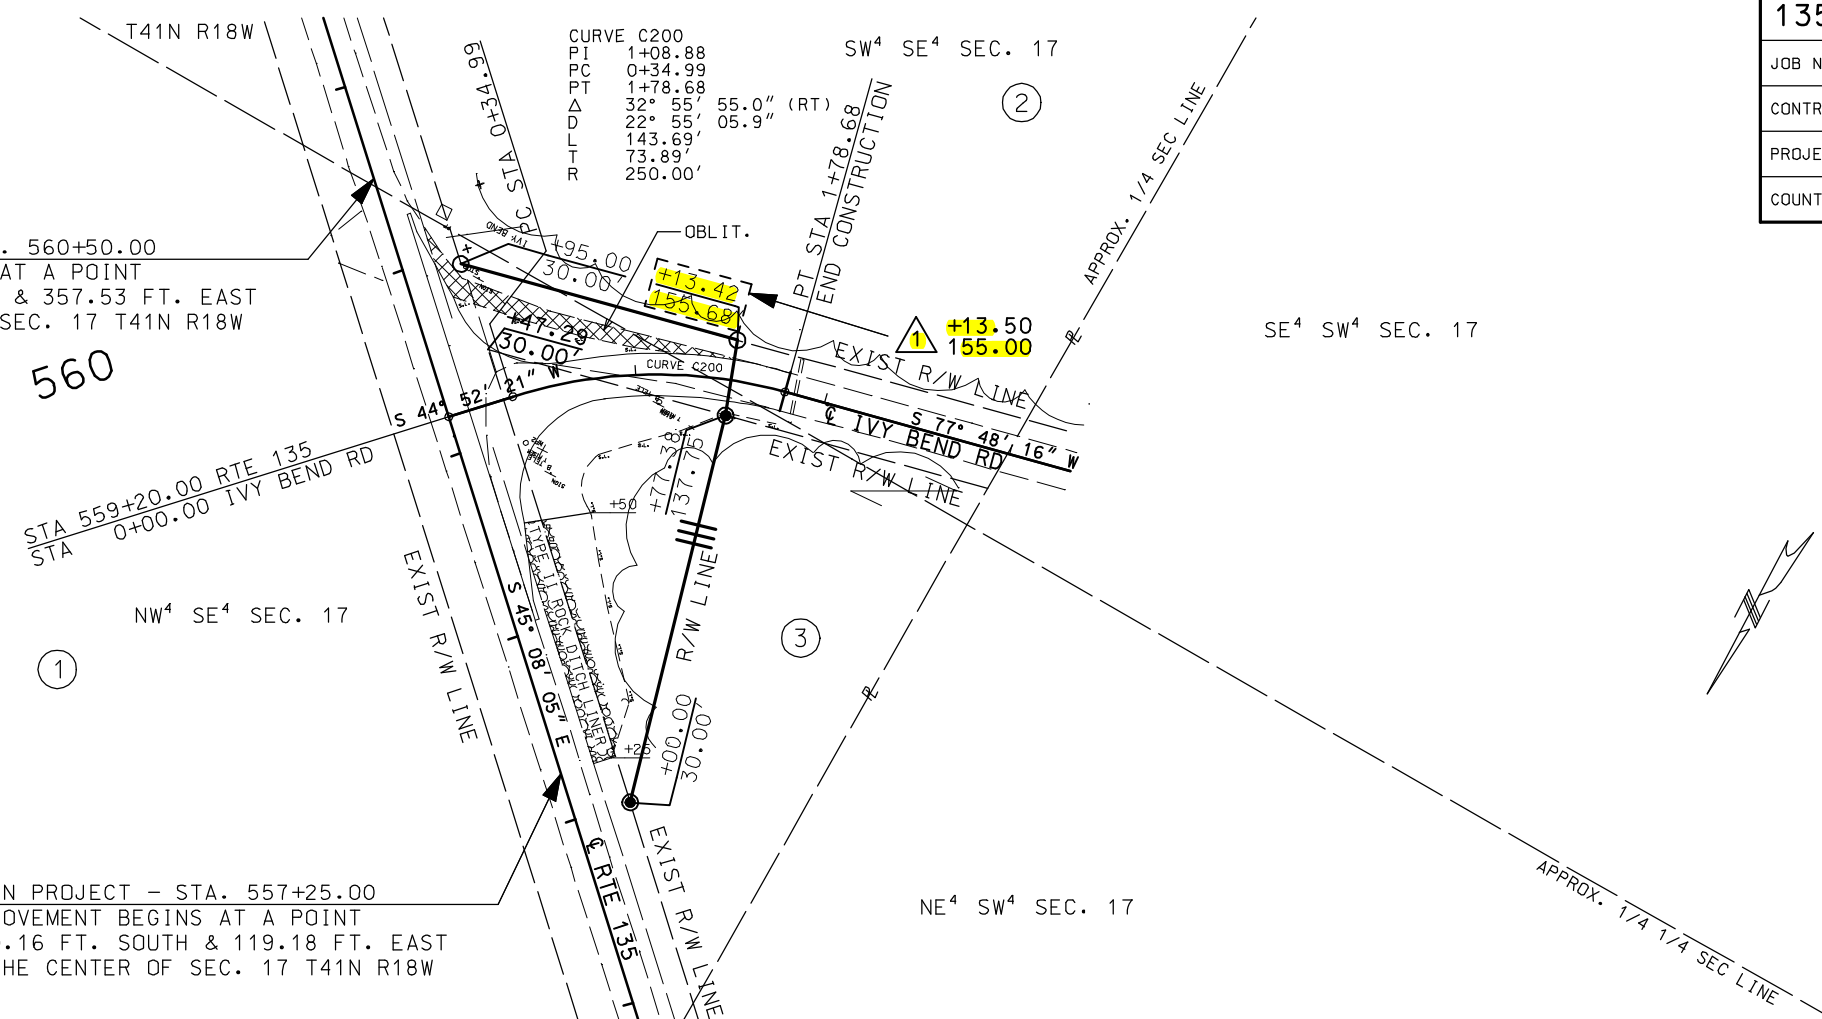 T41N R18W
CURVE C200
PI 1+08.88
PC 0+34.99
PT 1+78.68
Δ 32° 55' 55.0" (RT)
D 22° 55' 05.9"
L 143.69'
T 73.89'
R 250.00'
SW⁴ SE⁴ SEC. 17
2
135
JOB N
CONTR
PROJE
COUNT
PC STA 0+34.99
PT STA 1+78.68
END CONSTRUCTION
APPROX. 1/4 SEC LINE
. 560+50.00
AT A POINT
& 357.53 FT. EAST
SEC. 17 T41N R18W
560
IVY BEND
+95.00
30.00'
OBLIT.
+13.42
155.68'
1
+13.50
155.00
SE⁴ SW⁴ SEC. 17
+47.29
30.00'
CURVE C200
EXIST R/W LINE
S 44° 52' 21" W
S 77° 48' 16" W
℄ IVY BEND RD
EXIST R/W LINE
STA 559+20.00 RTE 135
STA 0+00.00 IVY BEND RD
+77.38
137.75
+50
TYPE II ROCK DITCH LINER
EXIST R/W LINE
S 45° 08' 05" E
R/W LINE
NW⁴ SE⁴ SEC. 17
1
3
+00.00
30.00'
+25
℄ RTE 135
EXIST R/W LINE
N PROJECT - STA. 557+25.00
OVEMENT BEGINS AT A POINT
.16 FT. SOUTH & 119.18 FT. EAST
HE CENTER OF SEC. 17 T41N R18W
NE⁴ SW⁴ SEC. 17
APPROX. 1/4 1/4 SEC LINE